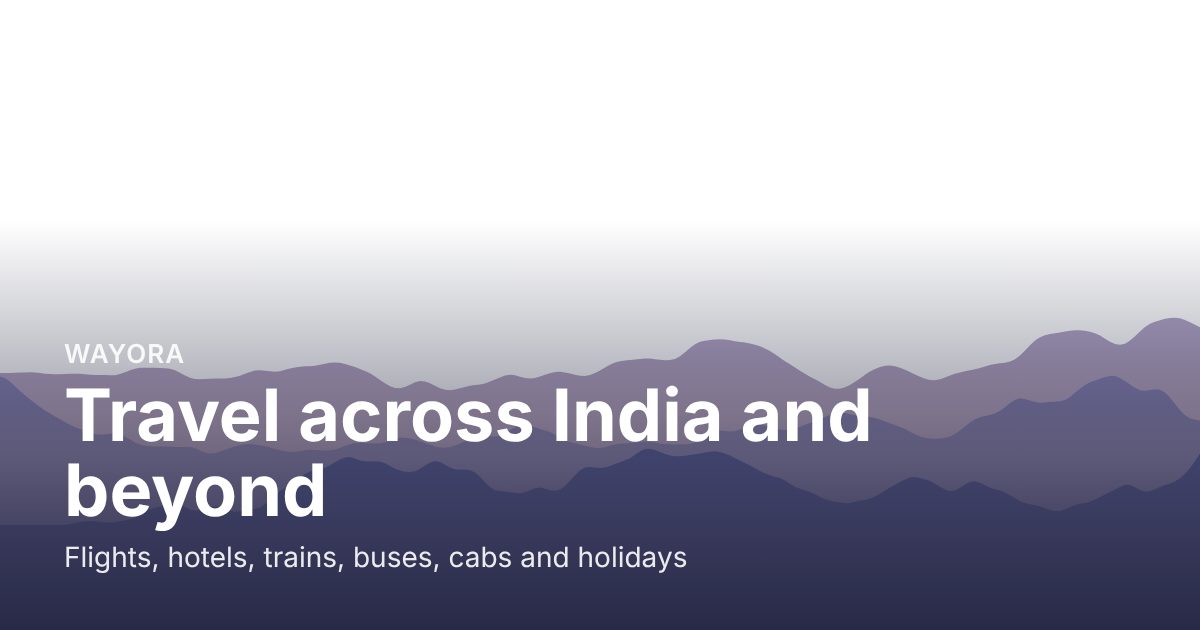 WAYORA
Travel across India and
beyond
Flights, hotels, trains, buses, cabs and holidays